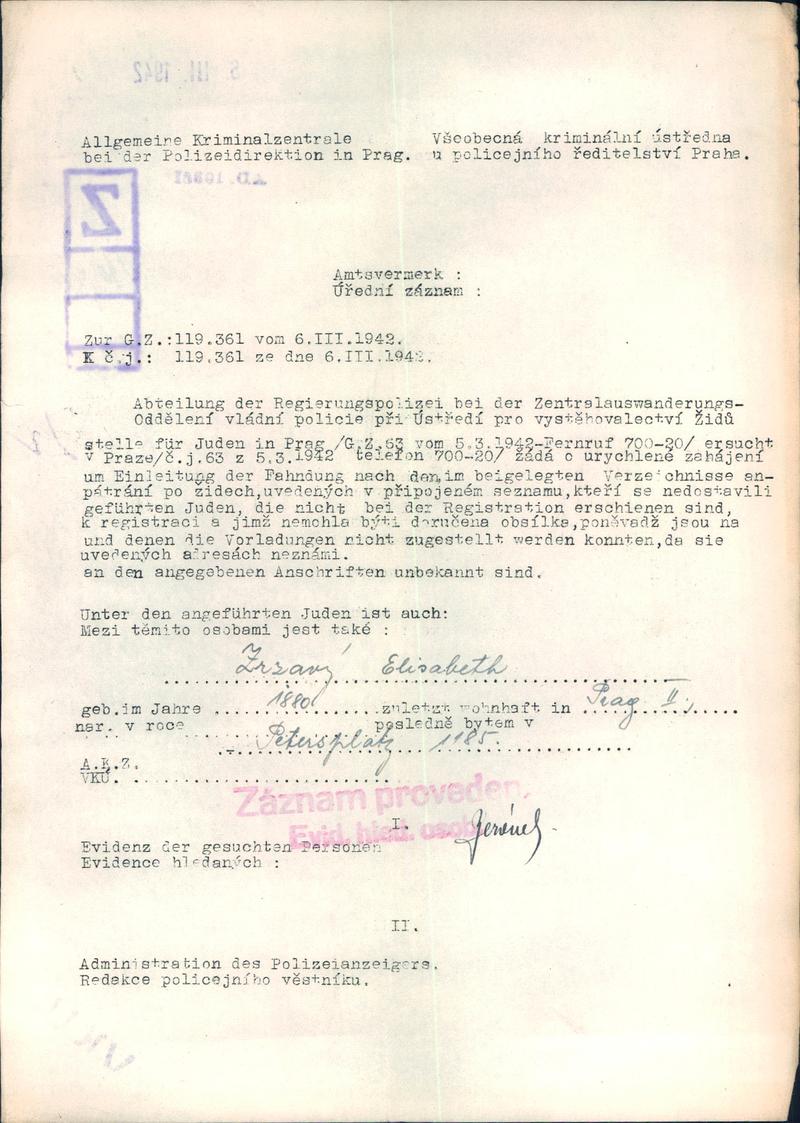 5. III. 1942
Allgemeine Kriminalzentrale
bei der Polizeidirektion in Prag.
Všeobecná kriminální ústředna
u policejního ředitelství Praha.
Z
Amtsvermerk :
Úřední záznam :
Zur G.Z.:119.361 vom 6.III.1942.
K č.j.: 119.361 ze dne 6.III.1942.
Abteilung der Regierungspolizei bei der Zentralauswanderungs-
Oddělení vládní policie při Ústředí pro vystěhovalectví Židů
stelle für Juden in Prag /G.Z.63 vom 5.3.1942-Fernruf 700-20/ ersucht
v Praze/č.j.63 z 5.3.1942 telefon 700-20/ žádá o urychlené zahájení
um Einleitung der Fahndung nach den,im beigelegten Verzeichnisse an-
pátrání po židech,uvedených v připojeném seznamu,kteří se nedostavili
geführten Juden, die nicht bei der Registration erschienen sind,
k registraci a jimž nemohla býti doručena obsílka,poněvadž jsou na
und denen die Vorladungen nicht zugestellt werden konnten,da sie
uvedených adresách neznámi.
an den angegebenen Anschriften unbekannt sind.
Unter den angeführten Juden ist auch:
Mezi těmito osobami jest také :
Zrzavý Elisabeth
geb.im Jahre 1880 zuletzt wohnhaft in Prag II.,
nar. v roce posledně bytem v
Petersplatz 1185.
A.K.Z.
VKÚ.
Záznam proveden.
I.
Evid. hled. osob
Evidenz der gesuchten Personen
Evidence hledaných :
II.
Administration des Polizeianzeigers.
Redakce policejního věstníku.